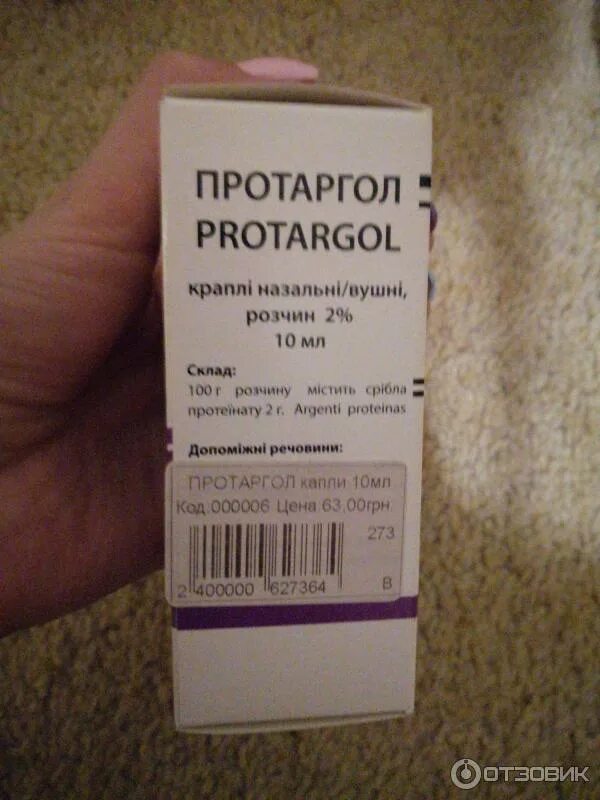 ПРОТАРГОЛ
PROTARGOL
краплі назальні/вушні,
розчин 2%
10 мл
Склад:
100 г розчину містить срібла
протеїнату 2 г. Argenti proteinas
Допоміжні речовини:
ПРОТАРГОЛ капли 10мл
Код:000006 Цена 63,00грн.
273
2 400000 627364
В
ОТЗОВИК